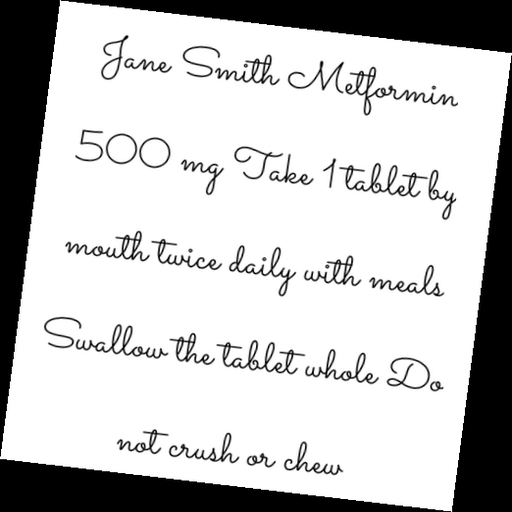 Jane Smith Metformin
500 mg Take 1 tablet by
mouth twice daily with meals
Swallow the tablet whole Do
not crush or chew